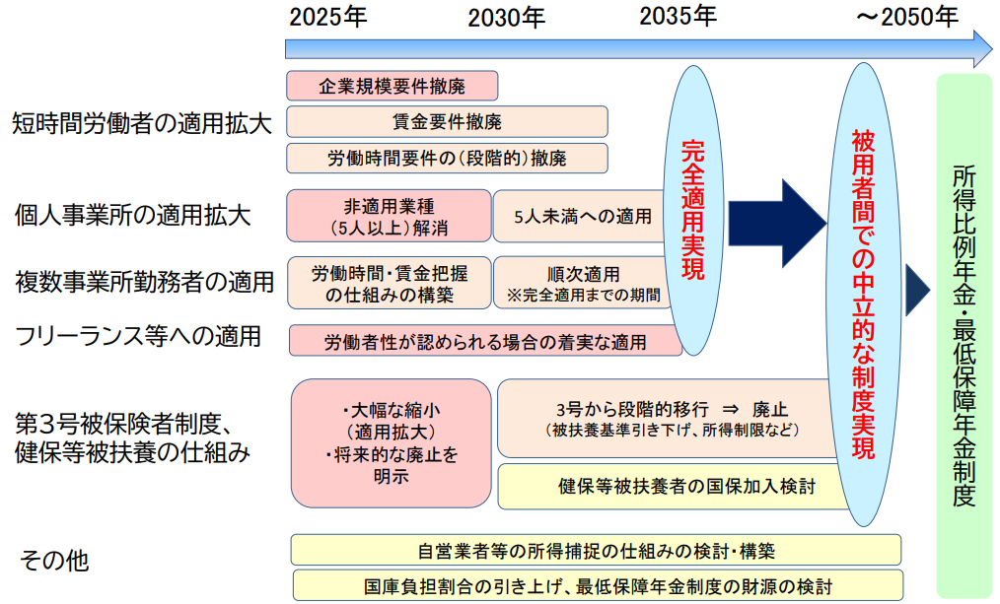 2025年
2030年
2035年
～2050年
短時間労働者の適用拡大
企業規模要件撤廃
賃金要件撤廃
労働時間要件の（段階的）撤廃
個人事業所の適用拡大
非適用業種
（5人以上）解消
5人未満への適用
複数事業所勤務者の適用
労働時間・賃金把握
の仕組みの構築
順次適用
※完全適用までの期間
フリーランス等への適用
労働者性が認められる場合の着実な適用
完全適用実現
第３号被保険者制度、
健保等被扶養の仕組み
・大幅な縮小
（適用拡大）
・将来的な廃止を
明示
3号から段階的移行　⇒　廃止
（被扶養基準引き下げ、所得制限など）
健保等被扶養者の国保加入検討
被用者間での中立的な制度実現
その他
自営業者等の所得捕捉の仕組みの検討・構築
国庫負担割合の引き上げ、最低保障年金制度の財源の検討
所得比例年金・最低保障年金制度